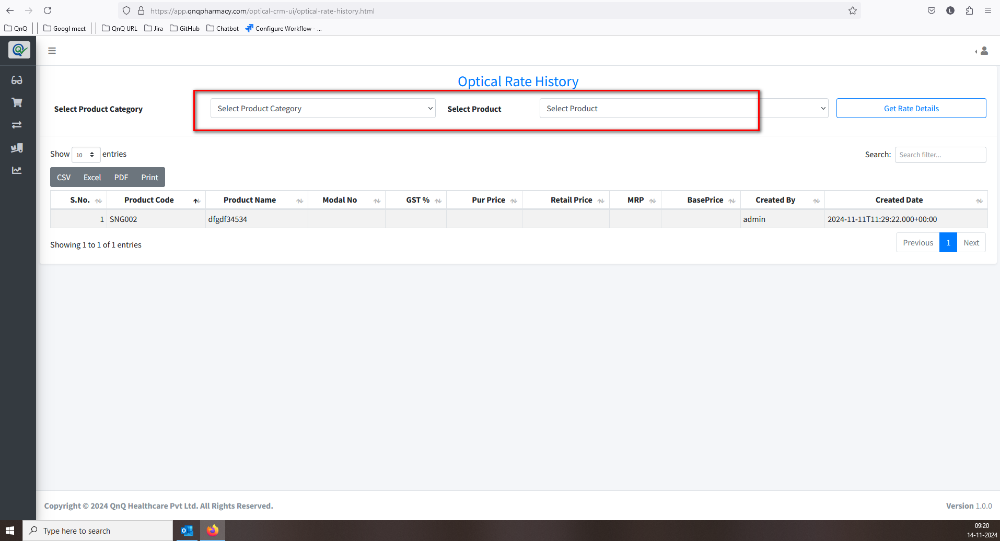 https://app.qnqpharmacy.com/optical-crm-ui/optical-rate-history.html
L
QnQ Googl meet QnQ URL Jira GitHub Chatbot Configure Workflow - ...
Optical Rate History
Select Product Category Select Product Category Select Product Select Product Get Rate Details
Show 10 entries Search: Search filter...
CSV Excel PDF Print
S.No. Product Code Product Name Modal No GST % Pur Price Retail Price MRP BasePrice Created By Created Date
1 SNG002 dfgdf34534 admin 2024-11-11T11:29:22.000+00:00
Showing 1 to 1 of 1 entries Previous 1 Next
Copyright © 2024 QnQ Healthcare Pvt Ltd. All Rights Reserved. Version 1.0.0
Type here to search
09:20
14-11-2024